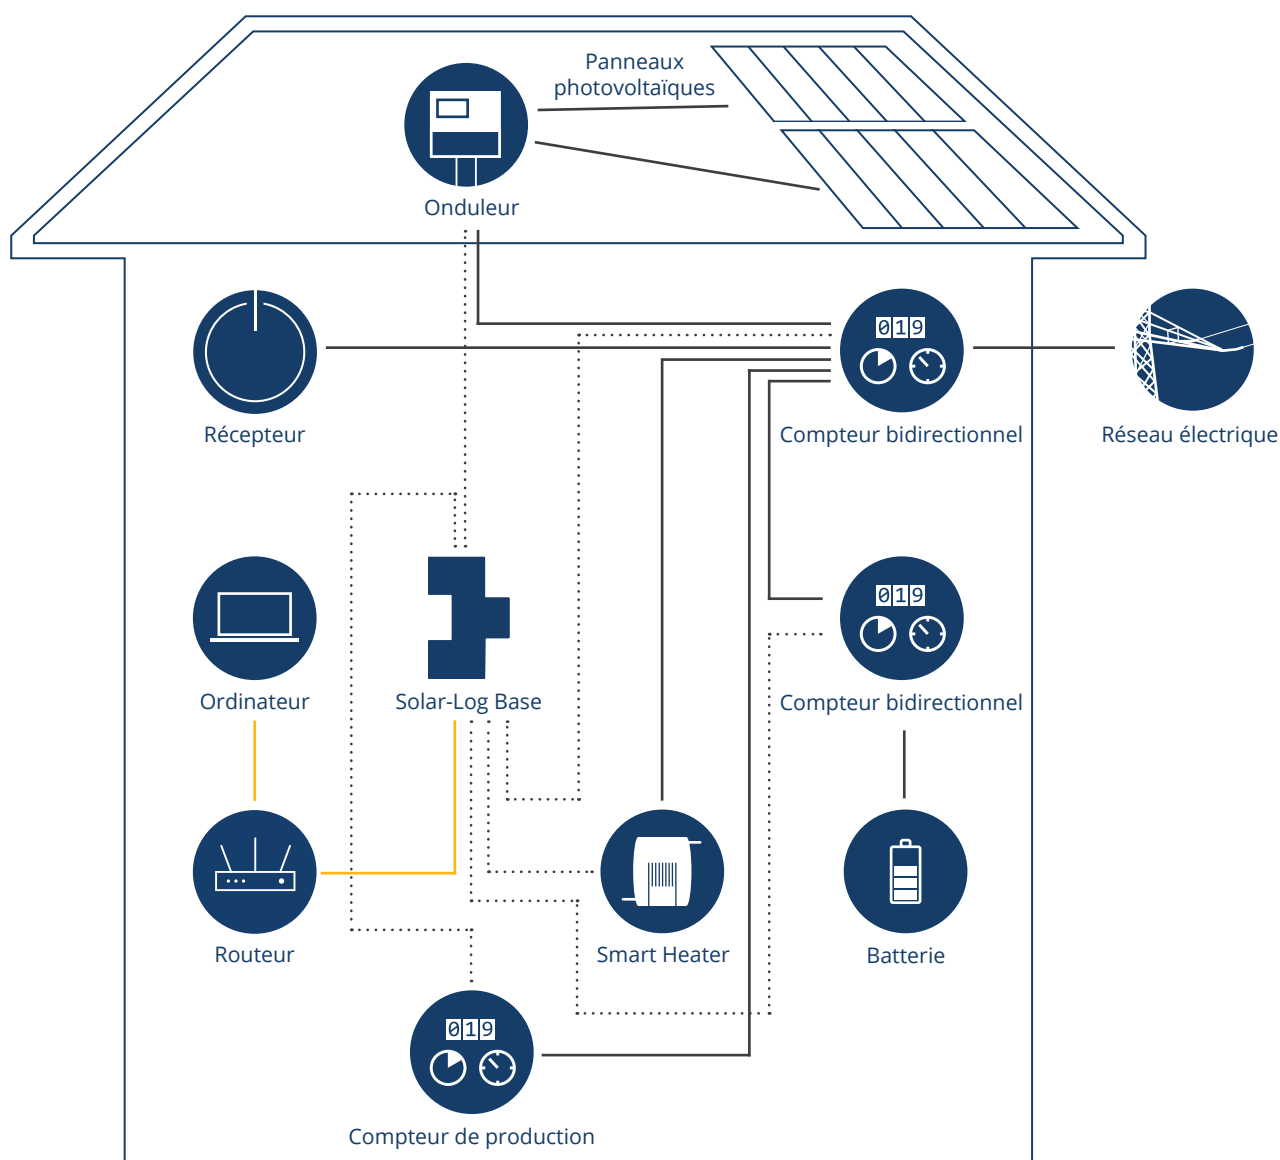 Panneaux
photovoltaïques
Onduleur
019
Récepteur
Compteur bidirectionnel
Réseau électrique
019
Ordinateur
Solar-Log Base
Compteur bidirectionnel
Routeur
Smart Heater
Batterie
019
Compteur de production